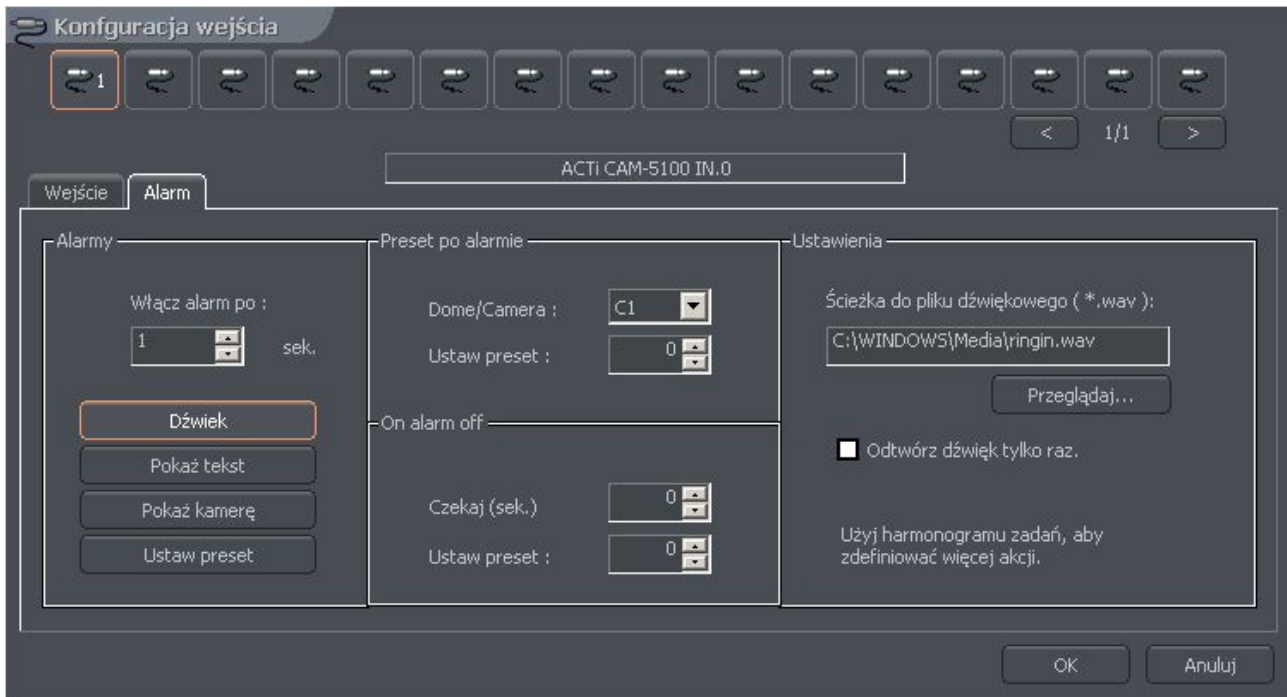 Konfguracja wejścia
1
< 1/1 >
ACTi CAM-5100 IN.0
Wejście Alarm
Alarmy
Włącz alarm po :
1 sek.
Dźwiek
Pokaż tekst
Pokaż kamerę
Ustaw preset
Preset po alarmie
Dome/Camera : C1
Ustaw preset : 0
On alarm off
Czekaj (sek.) 0
Ustaw preset : 0
Ustawienia
Ścieżka do pliku dźwiękowego ( *.wav ):
C:\WINDOWS\Media\ringin.wav
Przeglądaj...
Odtwórz dźwięk tylko raz.
Użyj harmonogramu zadań, aby
zdefiniować więcej akcji.
OK Anuluj